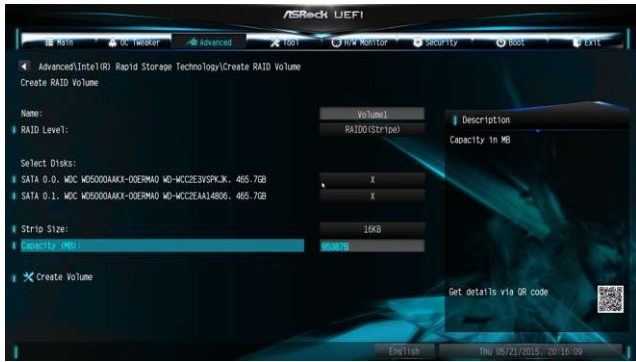 ASRock UEFI
Main OC Tweaker Advanced Tool H/W Monitor Security Boot Exit
Advanced\Intel(R) Rapid Storage Technology\Create RAID Volume
Create RAID Volume
Name: Volume1
RAID Level: RAID0(Stripe)
Description
Capacity in MB
Select Disks:
SATA 0.0. WDC WD5000AAKX-00ERMA0 WD-WCC2E3VSPKJK. 465.7GB X
SATA 0.1. WDC WD5000AAKX-00ERMA0 WD-WCC2EAA14806. 465.7GB X
Strip Size: 16KB
Capacity (MB): 953875
Create Volume
Get details via QR code
English Thu 05/21/2015. 20:16:09